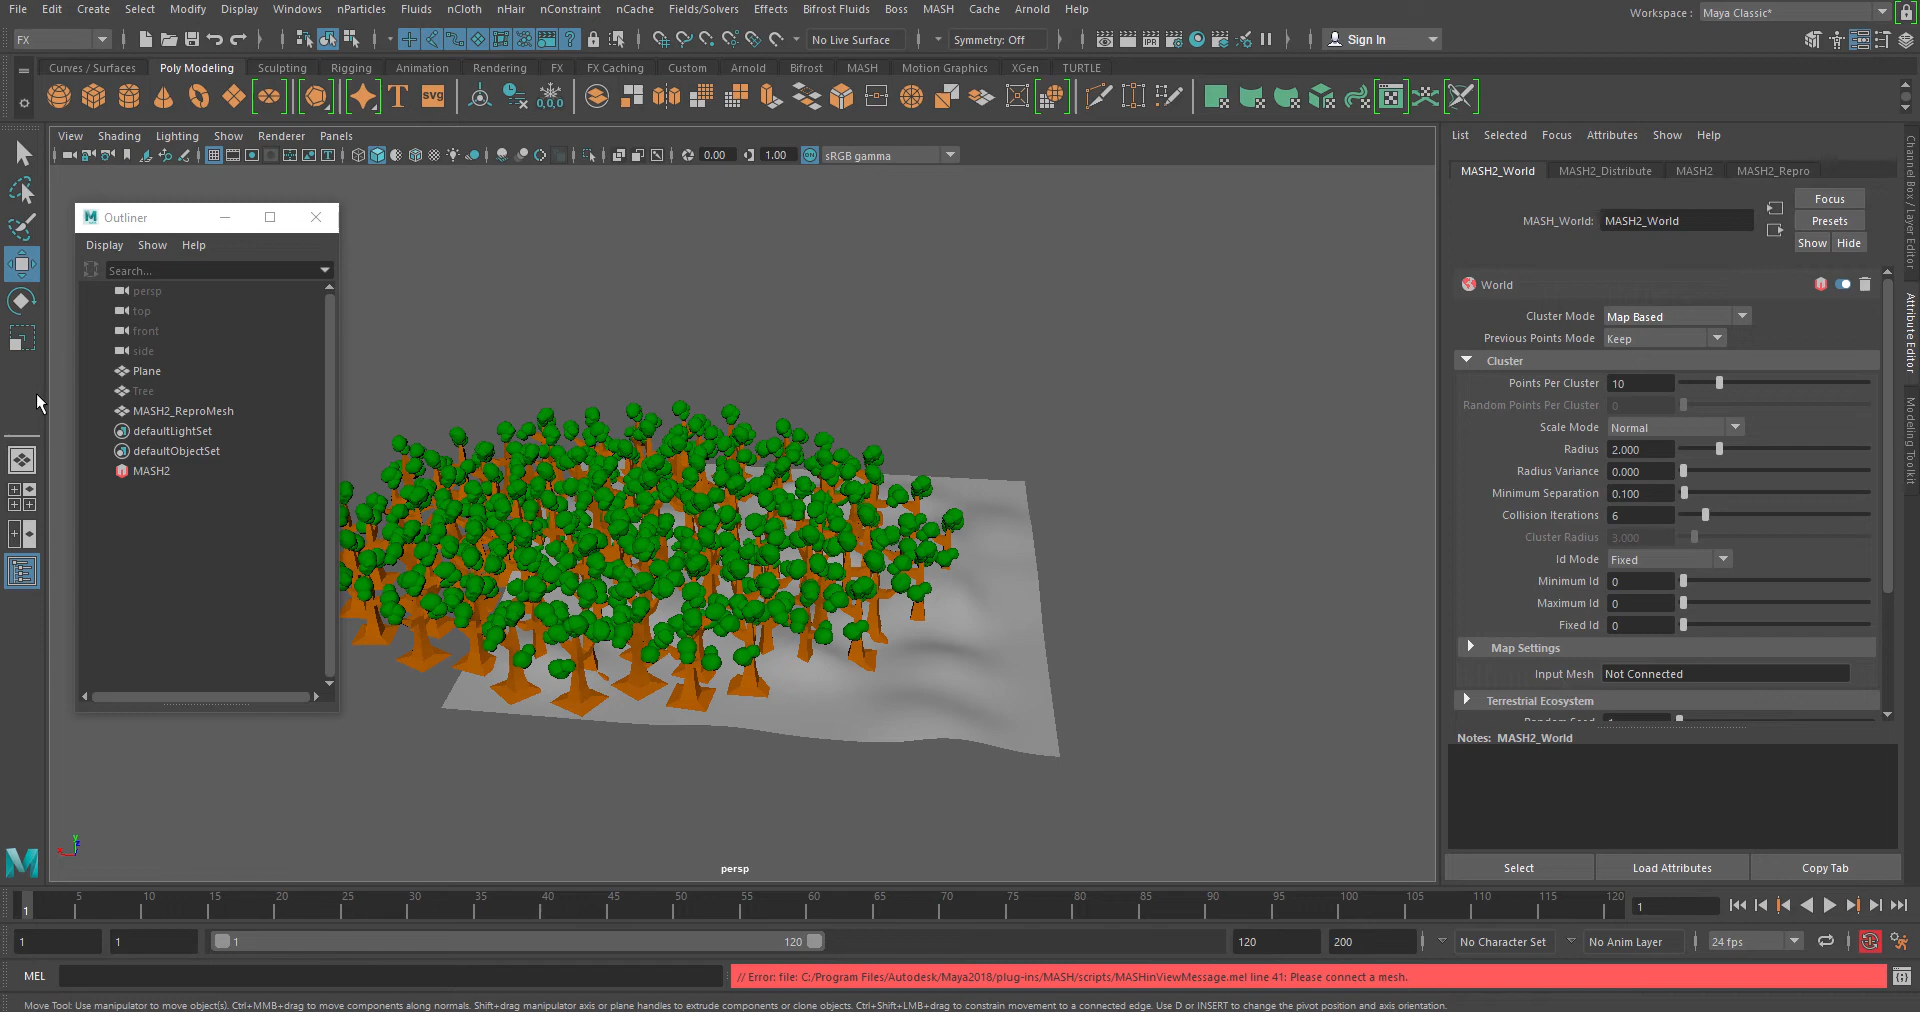 File Edit Create Select Modify Display Windows nParticles Fluids nCloth nHair nConstraint nCache Fields/Solvers Effects Bifrost Fluids Boss MASH Cache Arnold Help
Workspace : Maya Classic*
FX No Live Surface Symmetry: Off Sign In
Curves / Surfaces Poly Modeling Sculpting Rigging Animation Rendering FX FX Caching Custom Arnold Bifrost MASH Motion Graphics XGen TURTLE
T svg 0,0,0
View Shading Lighting Show Renderer Panels
0.00 1.00 ON sRGB gamma
M Outliner
Display Show Help
Search...
persp
top
front
side
Plane
Tree
MASH2_ReproMesh
defaultLightSet
defaultObjectSet
MASH2
persp
List Selected Focus Attributes Show Help
MASH2_World MASH2_Distribute MASH2 MASH2_Repro
MASH_World: MASH2_World
Focus
Presets
Show Hide
World
Cluster Mode Map Based
Previous Points Mode Keep
Cluster
Points Per Cluster 10
Random Points Per Cluster 0
Scale Mode Normal
Radius 2.000
Radius Variance 0.000
Minimum Separation 0.100
Collision Iterations 6
Cluster Radius 3.000
Id Mode Fixed
Minimum Id 0
Maximum Id 0
Fixed Id 0
Map Settings
Input Mesh Not Connected
Terrestrial Ecosystem
Notes: MASH2_World
Select Load Attributes Copy Tab
Channel Box / Layer Editor
Attribute Editor
Modeling Toolkit
1 5 10 15 20 25 30 35 40 45 50 55 60 65 70 75 80 85 90 95 100 105 110 115 120 1
1 1 1 120 120 200 No Character Set No Anim Layer 24 fps
MEL // Error: file: C:/Program Files/Autodesk/Maya2018/plug-ins/MASH/scripts/MASHinViewMessage.mel line 41: Please connect a mesh.
Move Tool: Use manipulator to move object(s). Ctrl+MMB+drag to move components along normals. Shift+drag manipulator axis or plane handles to extrude components or clone objects. Ctrl+Shift+LMB+drag to constrain movement to a connected edge. Use D or INSERT to change the pivot position and axis orientation.